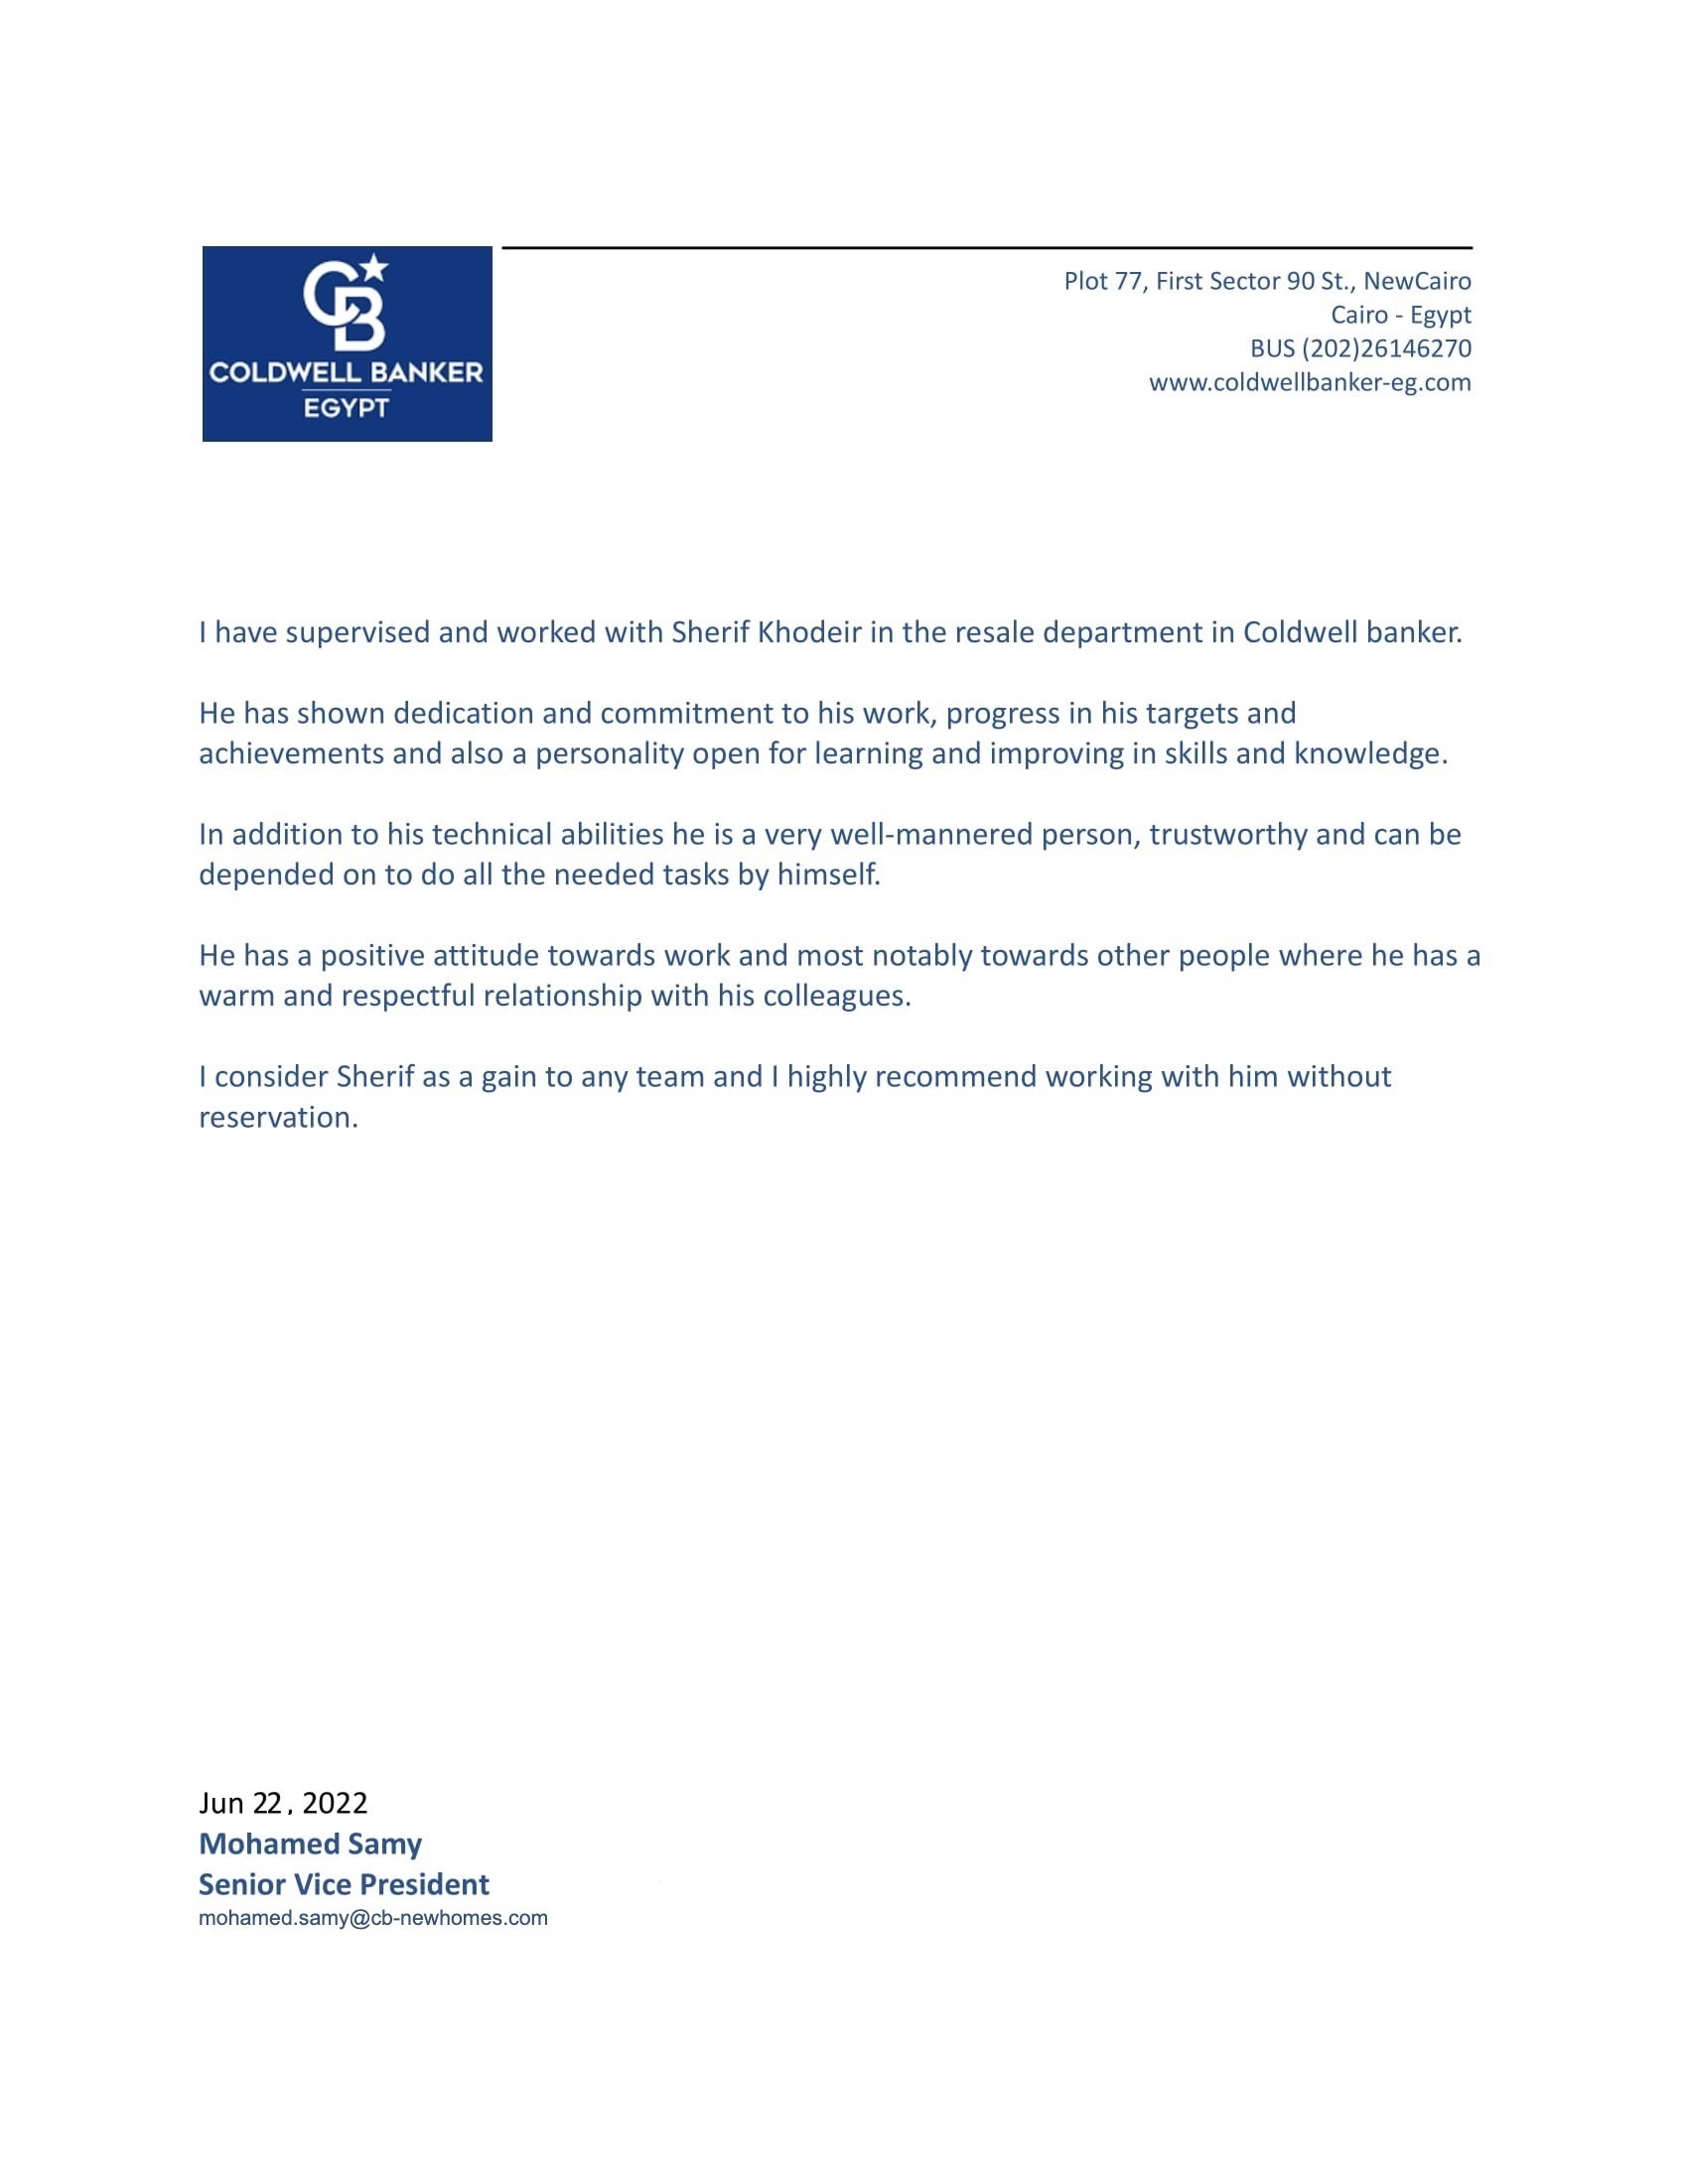 COLDWELL BANKER
EGYPT
Plot 77, First Sector 90 St., NewCairo
Cairo - Egypt
BUS (202)26146270
www.coldwellbanker-eg.com
I have supervised and worked with Sherif Khodeir in the resale department in Coldwell banker.
He has shown dedication and commitment to his work, progress in his targets and
achievements and also a personality open for learning and improving in skills and knowledge.
In addition to his technical abilities he is a very well-mannered person, trustworthy and can be
depended on to do all the needed tasks by himself.
He has a positive attitude towards work and most notably towards other people where he has a
warm and respectful relationship with his colleagues.
I consider Sherif as a gain to any team and I highly recommend working with him without
reservation.
Jun 22, 2022
Mohamed Samy
Senior Vice President
mohamed.samy@cb-newhomes.com